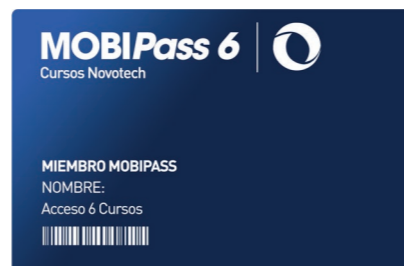 MOBIPass 6
Cursos Novotech
MIEMBRO MOBIPASS
NOMBRE:
Acceso 6 Cursos